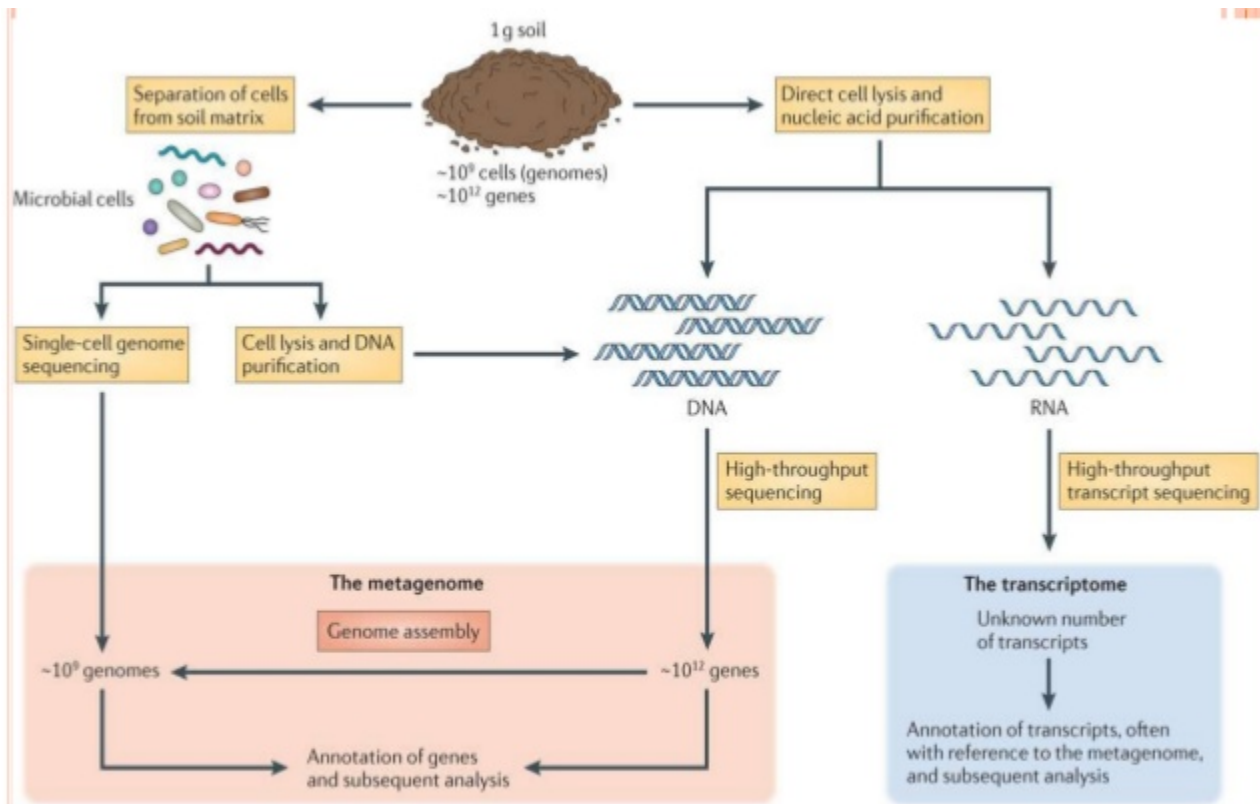 1 g soil
Separation of cells
from soil matrix
Direct cell lysis and
nucleic acid purification
~10⁹ cells (genomes)
~10¹² genes
Microbial cells
Single-cell genome
sequencing
Cell lysis and DNA
purification
DNA
RNA
High-throughput
sequencing
High-throughput
transcript sequencing
The metagenome
Genome assembly
~10⁹ genomes
~10¹² genes
Annotation of genes
and subsequent analysis
The transcriptome
Unknown number
of transcripts
Annotation of transcripts, often
with reference to the metagenome,
and subsequent analysis